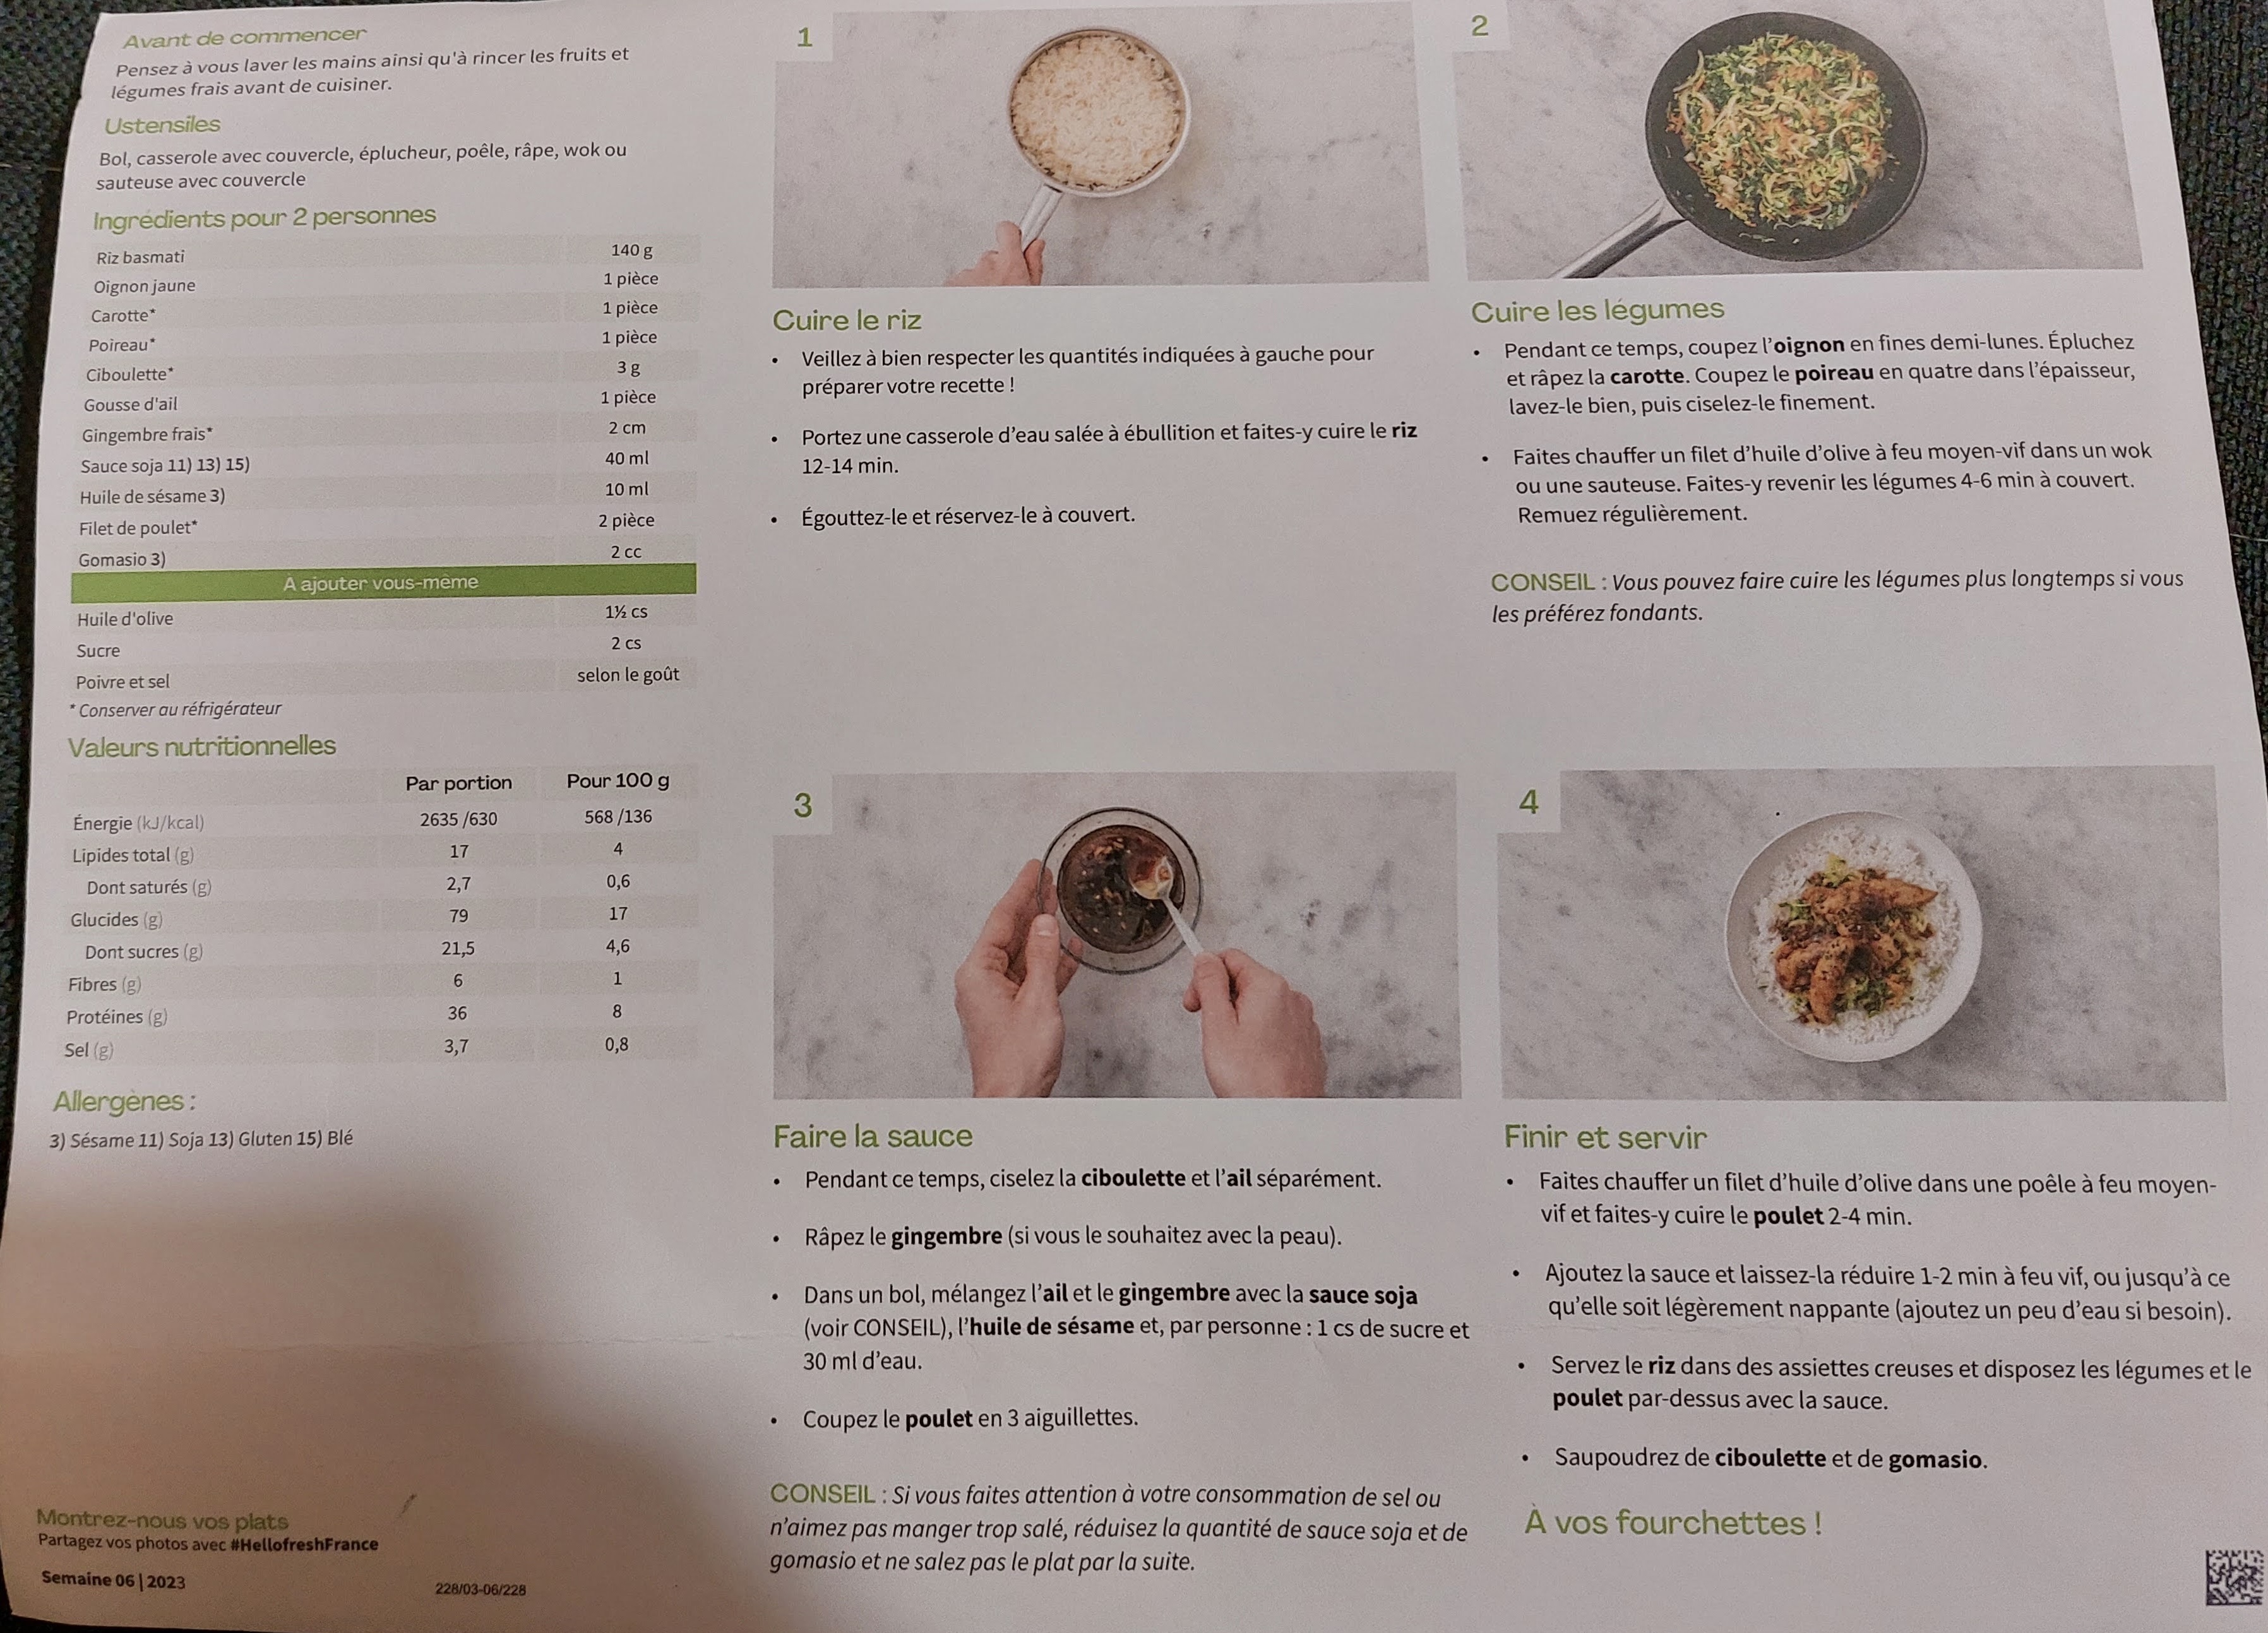 Avant de commencer
Pensez à vous laver les mains ainsi qu'à rincer les fruits et
légumes frais avant de cuisiner.
Ustensiles
Bol, casserole avec couvercle, éplucheur, poêle, râpe, wok ou
sauteuse avec couvercle
Ingrédients pour 2 personnes
Riz basmati 140 g
Oignon jaune 1 pièce
Carotte* 1 pièce
Poireau* 1 pièce
Ciboulette* 3 g
Gousse d'ail 1 pièce
Gingembre frais* 2 cm
Sauce soja 11) 13) 15) 40 ml
Huile de sésame 3) 10 ml
Filet de poulet* 2 pièce
Gomasio 3) 2 cc
À ajouter vous-même
Huile d'olive 1½ cs
Sucre 2 cs
Poivre et sel selon le goût
* Conserver au réfrigérateur
Valeurs nutritionnelles
Par portion Pour 100 g
Énergie (kJ/kcal) 2635 /630 568 /136
Lipides total (g) 17 4
Dont saturés (g) 2,7 0,6
Glucides (g) 79 17
Dont sucres (g) 21,5 4,6
Fibres (g) 6 1
Protéines (g) 36 8
Sel (g) 3,7 0,8
Allergènes :
3) Sésame 11) Soja 13) Gluten 15) Blé
Montrez-nous vos plats
Partagez vos photos avec #HellofreshFrance
Semaine 06 | 2023
228/03-06/228
1
Cuire le riz
• Veillez à bien respecter les quantités indiquées à gauche pour
préparer votre recette !
• Portez une casserole d'eau salée à ébullition et faites-y cuire le riz
12-14 min.
• Égouttez-le et réservez-le à couvert.
2
Cuire les légumes
• Pendant ce temps, coupez l'oignon en fines demi-lunes. Épluchez
et râpez la carotte. Coupez le poireau en quatre dans l'épaisseur,
lavez-le bien, puis ciselez-le finement.
• Faites chauffer un filet d'huile d'olive à feu moyen-vif dans un wok
ou une sauteuse. Faites-y revenir les légumes 4-6 min à couvert.
Remuez régulièrement.
CONSEIL : Vous pouvez faire cuire les légumes plus longtemps si vous
les préférez fondants.
3
Faire la sauce
• Pendant ce temps, ciselez la ciboulette et l'ail séparément.
• Râpez le gingembre (si vous le souhaitez avec la peau).
• Dans un bol, mélangez l'ail et le gingembre avec la sauce soja
(voir CONSEIL), l'huile de sésame et, par personne : 1 cs de sucre et
30 ml d'eau.
• Coupez le poulet en 3 aiguillettes.
CONSEIL : Si vous faites attention à votre consommation de sel ou
n'aimez pas manger trop salé, réduisez la quantité de sauce soja et de
gomasio et ne salez pas le plat par la suite.
4
Finir et servir
• Faites chauffer un filet d'huile d'olive dans une poêle à feu moyen-
vif et faites-y cuire le poulet 2-4 min.
• Ajoutez la sauce et laissez-la réduire 1-2 min à feu vif, ou jusqu'à ce
qu'elle soit légèrement nappante (ajoutez un peu d'eau si besoin).
• Servez le riz dans des assiettes creuses et disposez les légumes et le
poulet par-dessus avec la sauce.
• Saupoudrez de ciboulette et de gomasio.
À vos fourchettes !